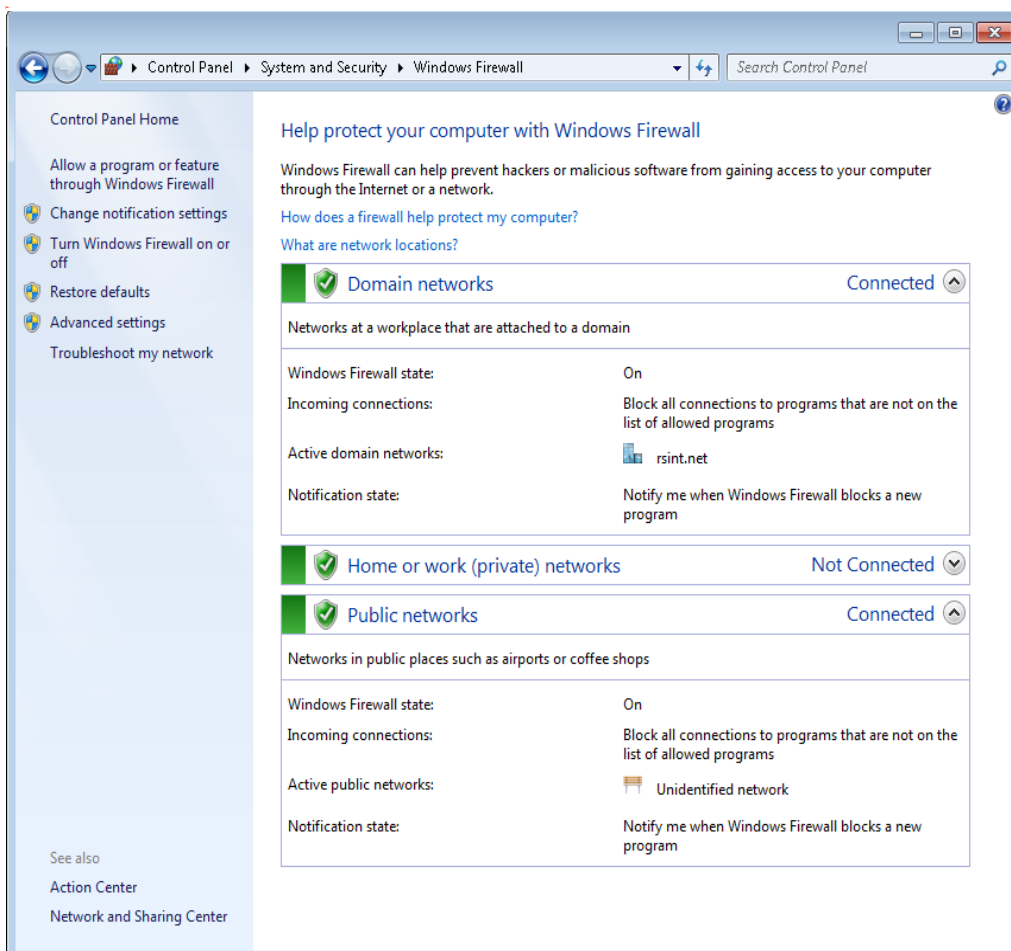 Control Panel
System and Security
Windows Firewall
Search Control Panel
Control Panel Home
Allow a program or feature
through Windows Firewall
Change notification settings
Turn Windows Firewall on or
off
Restore defaults
Advanced settings
Troubleshoot my network
See also
Action Center
Network and Sharing Center
Help protect your computer with Windows Firewall
Windows Firewall can help prevent hackers or malicious software from gaining access to your computer
through the Internet or a network.
How does a firewall help protect my computer?
What are network locations?
Domain networks Connected
Networks at a workplace that are attached to a domain
Windows Firewall state: On
Incoming connections: Block all connections to programs that are not on the
list of allowed programs
Active domain networks: rsint.net
Notification state: Notify me when Windows Firewall blocks a new
program
Home or work (private) networks Not Connected
Public networks Connected
Networks in public places such as airports or coffee shops
Windows Firewall state: On
Incoming connections: Block all connections to programs that are not on the
list of allowed programs
Active public networks: Unidentified network
Notification state: Notify me when Windows Firewall blocks a new
program